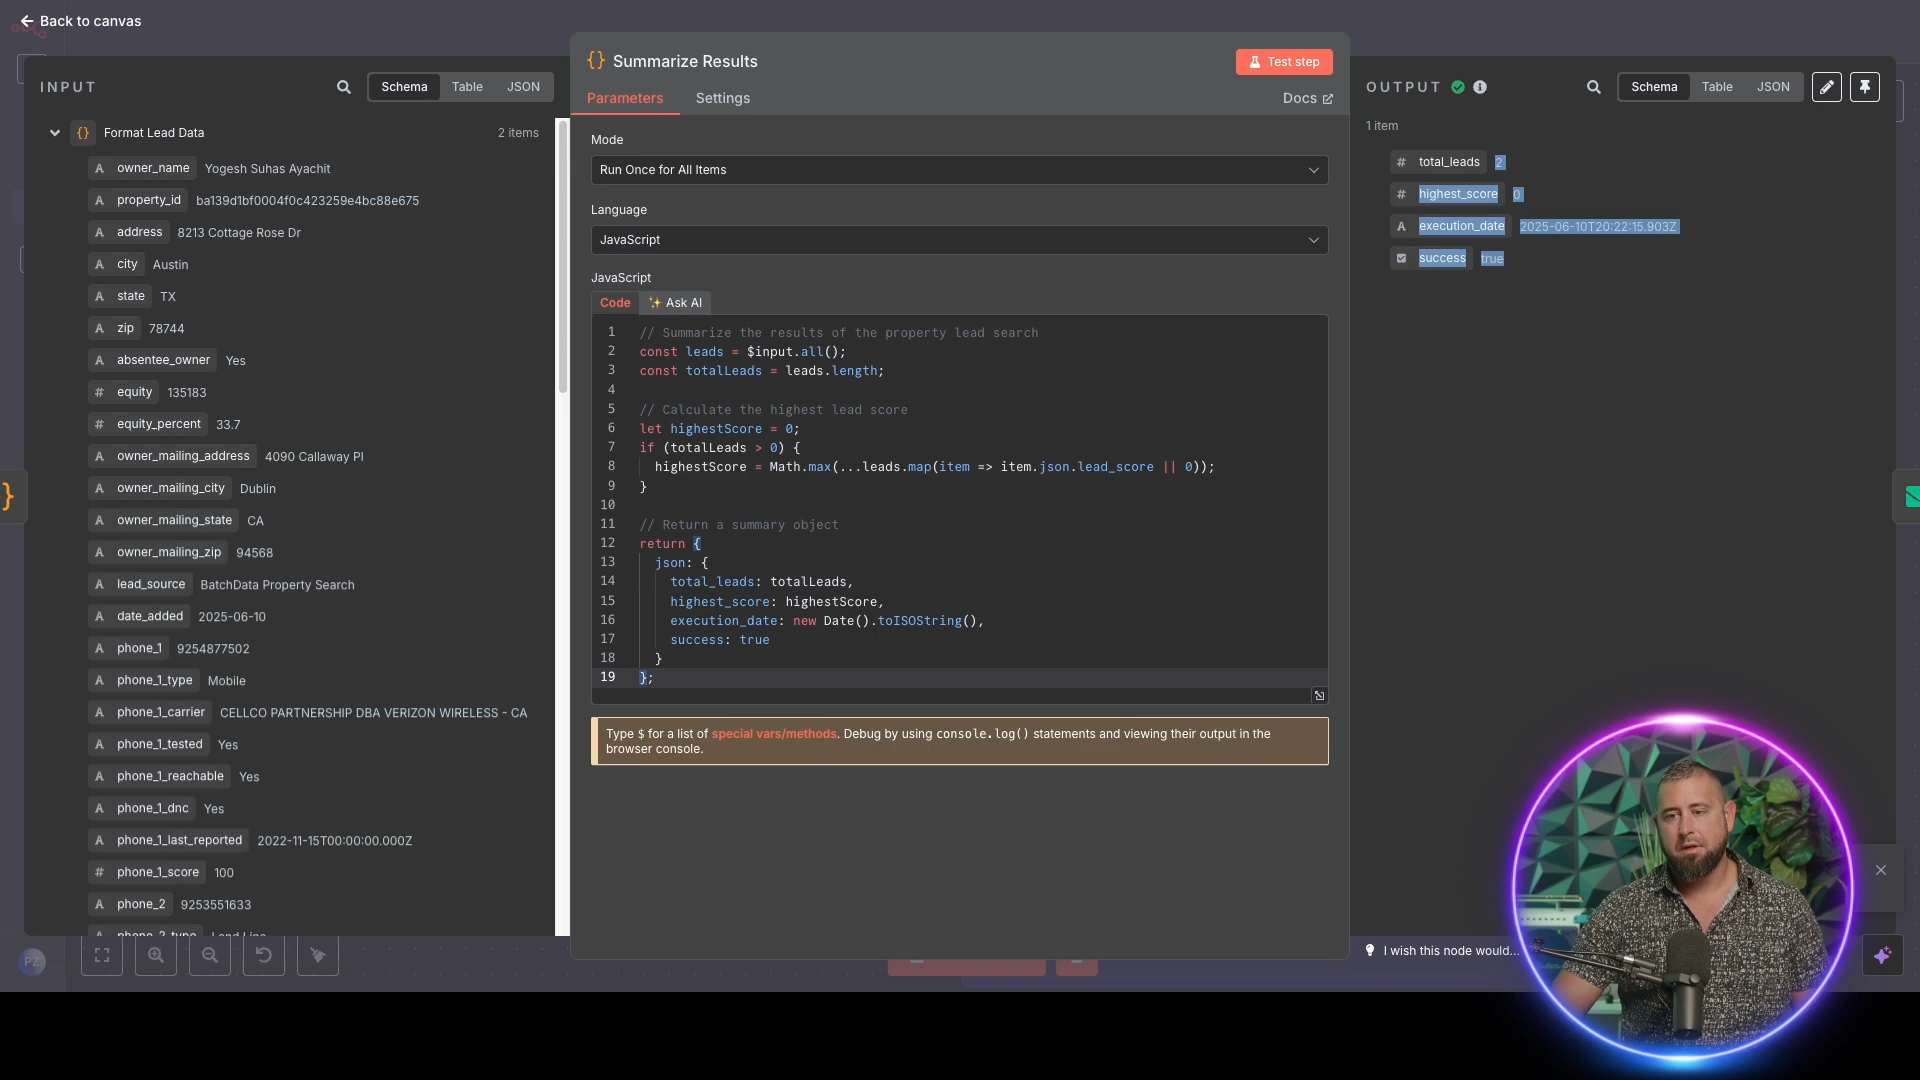 Back to canvas
INPUT
Schema
Table
JSON
Format Lead Data
2 items
A owner_name Yogesh Suhas Ayachit
A property_id ba139d1bf0004f0c423259e4bc88e675
A address 8213 Cottage Rose Dr
A city Austin
A state TX
A zip 78744
A absentee_owner Yes
# equity 135183
# equity_percent 33.7
A owner_mailing_address 4090 Callaway Pl
A owner_mailing_city Dublin
A owner_mailing_state CA
A owner_mailing_zip 94568
A lead_source BatchData Property Search
A date_added 2025-06-10
A phone_1 9254877502
A phone_1_type Mobile
A phone_1_carrier CELLCO PARTNERSHIP DBA VERIZON WIRELESS - CA
A phone_1_tested Yes
A phone_1_reachable Yes
A phone_1_dnc Yes
A phone_1_last_reported 2022-11-15T00:00:00.000Z
# phone_1_score 100
A phone_2 9253551633
A phone_2_type Land Line
PZ
{} Summarize Results
Test step
Parameters
Settings
Docs
Mode
Run Once for All Items
Language
JavaScript
JavaScript
Code
Ask AI
1 // Summarize the results of the property lead search
2 const leads = $input.all();
3 const totalLeads = leads.length;
4
5 // Calculate the highest lead score
6 let highestScore = 0;
7 if (totalLeads > 0) {
8 highestScore = Math.max(...leads.map(item => item.json.lead_score || 0));
9 }
10
11 // Return a summary object
12 return {
13 json: {
14 total_leads: totalLeads,
15 highest_score: highestScore,
16 execution_date: new Date().toISOString(),
17 success: true
18 }
19 };
Type $ for a list of special vars/methods. Debug by using console.log() statements and viewing their output in the
browser console.
OUTPUT
Schema
Table
JSON
1 item
# total_leads 2
# highest_score 0
A execution_date 2025-06-10T20:22:15.903Z
success true
I wish this node would...